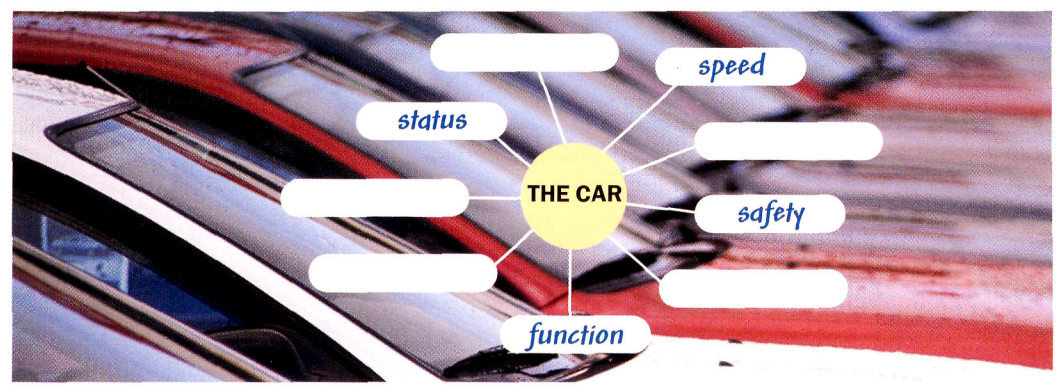 speed
status
THE CAR
safety
function